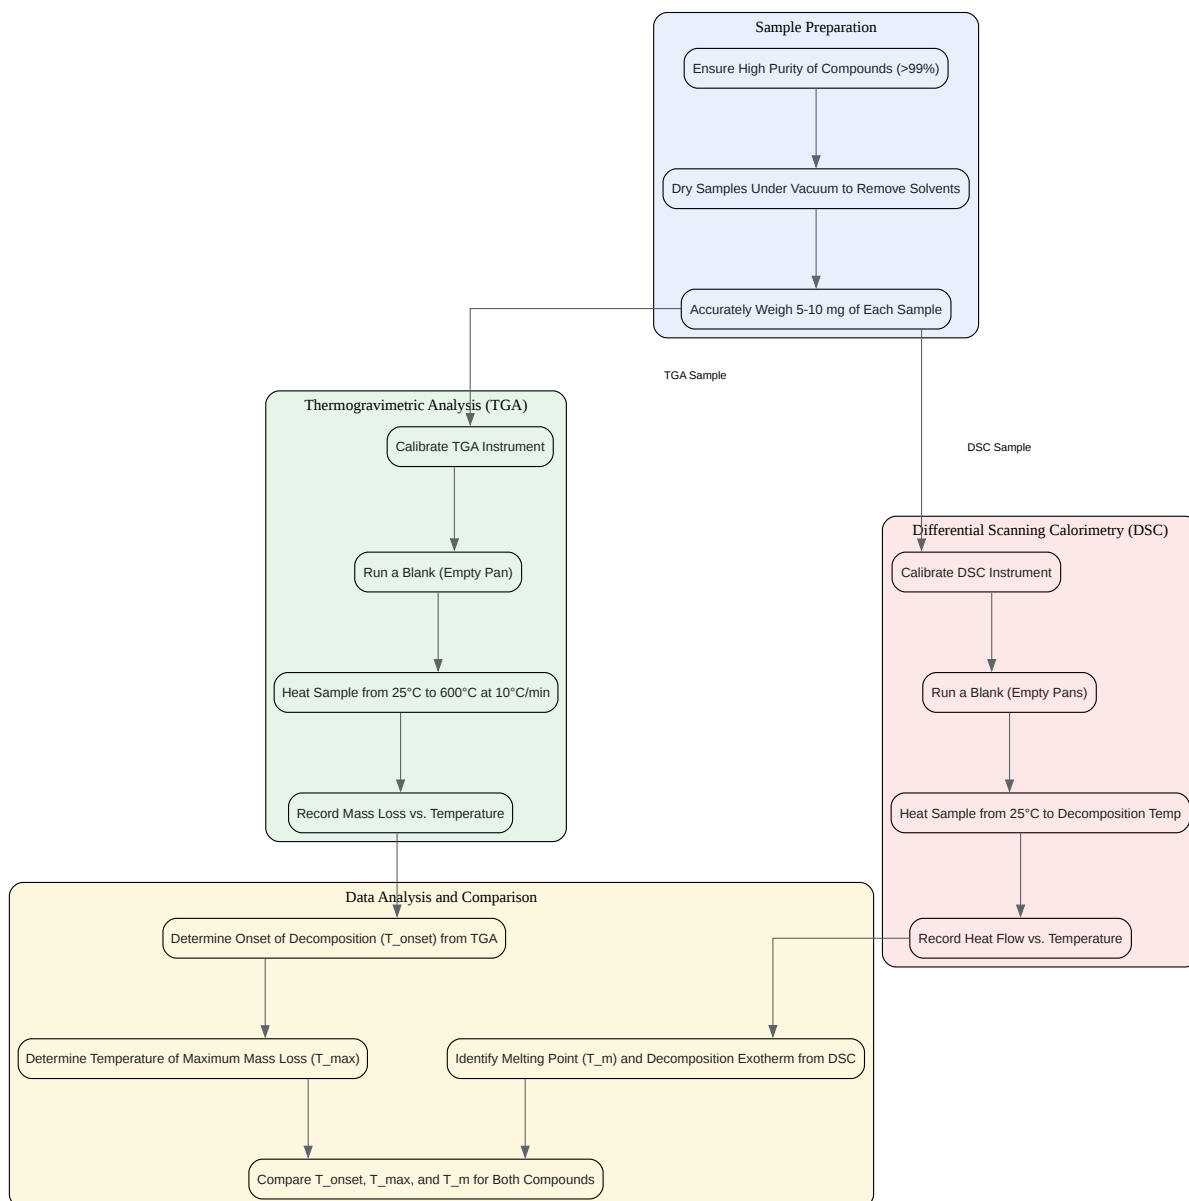 Sample Preparation
Ensure High Purity of Compounds (>99%)
Dry Samples Under Vacuum to Remove Solvents
Accurately Weigh 5-10 mg of Each Sample
TGA Sample
DSC Sample
Thermogravimetric Analysis (TGA)
Calibrate TGA Instrument
Run a Blank (Empty Pan)
Heat Sample from 25°C to 600°C at 10°C/min
Record Mass Loss vs. Temperature
Differential Scanning Calorimetry (DSC)
Calibrate DSC Instrument
Run a Blank (Empty Pans)
Heat Sample from 25°C to Decomposition Temp
Record Heat Flow vs. Temperature
Data Analysis and Comparison
Determine Onset of Decomposition (T_onset) from TGA
Determine Temperature of Maximum Mass Loss (T_max)
Identify Melting Point (T_m) and Decomposition Exotherm from DSC
Compare T_onset, T_max, and T_m for Both Compounds